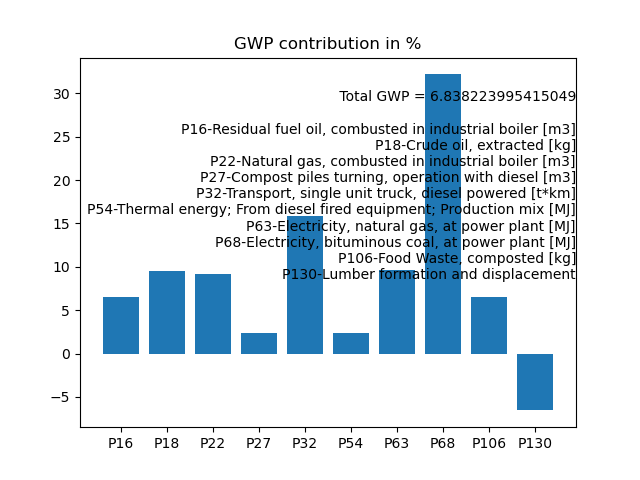 GWP contribution in %
Total GWP = 6.838223995415049
P16-Residual fuel oil, combusted in industrial boiler [m3]
P18-Crude oil, extracted [kg]
P22-Natural gas, combusted in industrial boiler [m3]
P27-Compost piles turning, operation with diesel [m3]
P32-Transport, single unit truck, diesel powered [t*km]
P54-Thermal energy; From diesel fired equipment; Production mix [MJ]
P63-Electricity, natural gas, at power plant [MJ]
P68-Electricity, bituminous coal, at power plant [MJ]
P106-Food Waste, composted [kg]
P130-Lumber formation and displacement
30
25
20
15
10
5
0
−5
P16 P18 P22 P27 P32 P54 P63 P68 P106 P130